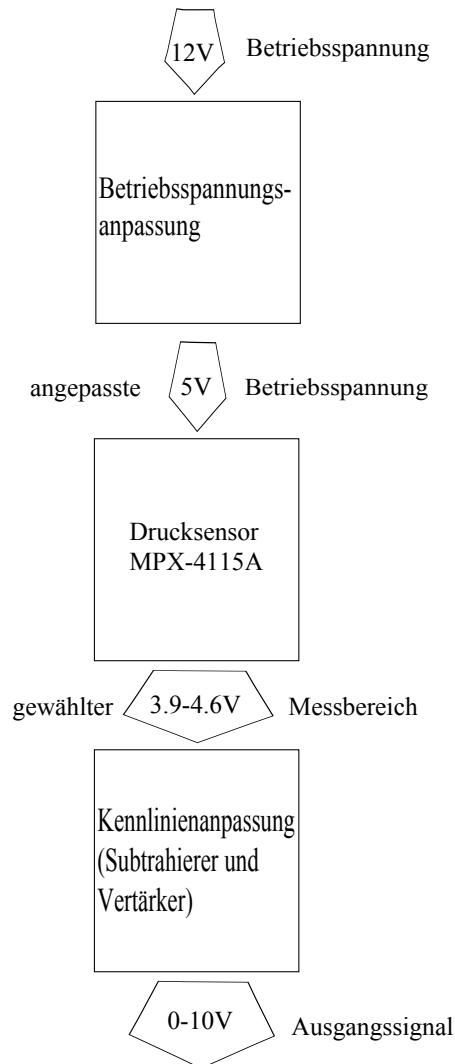 12V Betriebsspannung
Betriebsspannungs-
anpassung
angepasste 5V Betriebsspannung
Drucksensor
MPX-4115A
gewählter 3.9-4.6V Messbereich
Kennlinienanpassung
(Subtrahierer und
Vertärker)
0-10V Ausgangssignal